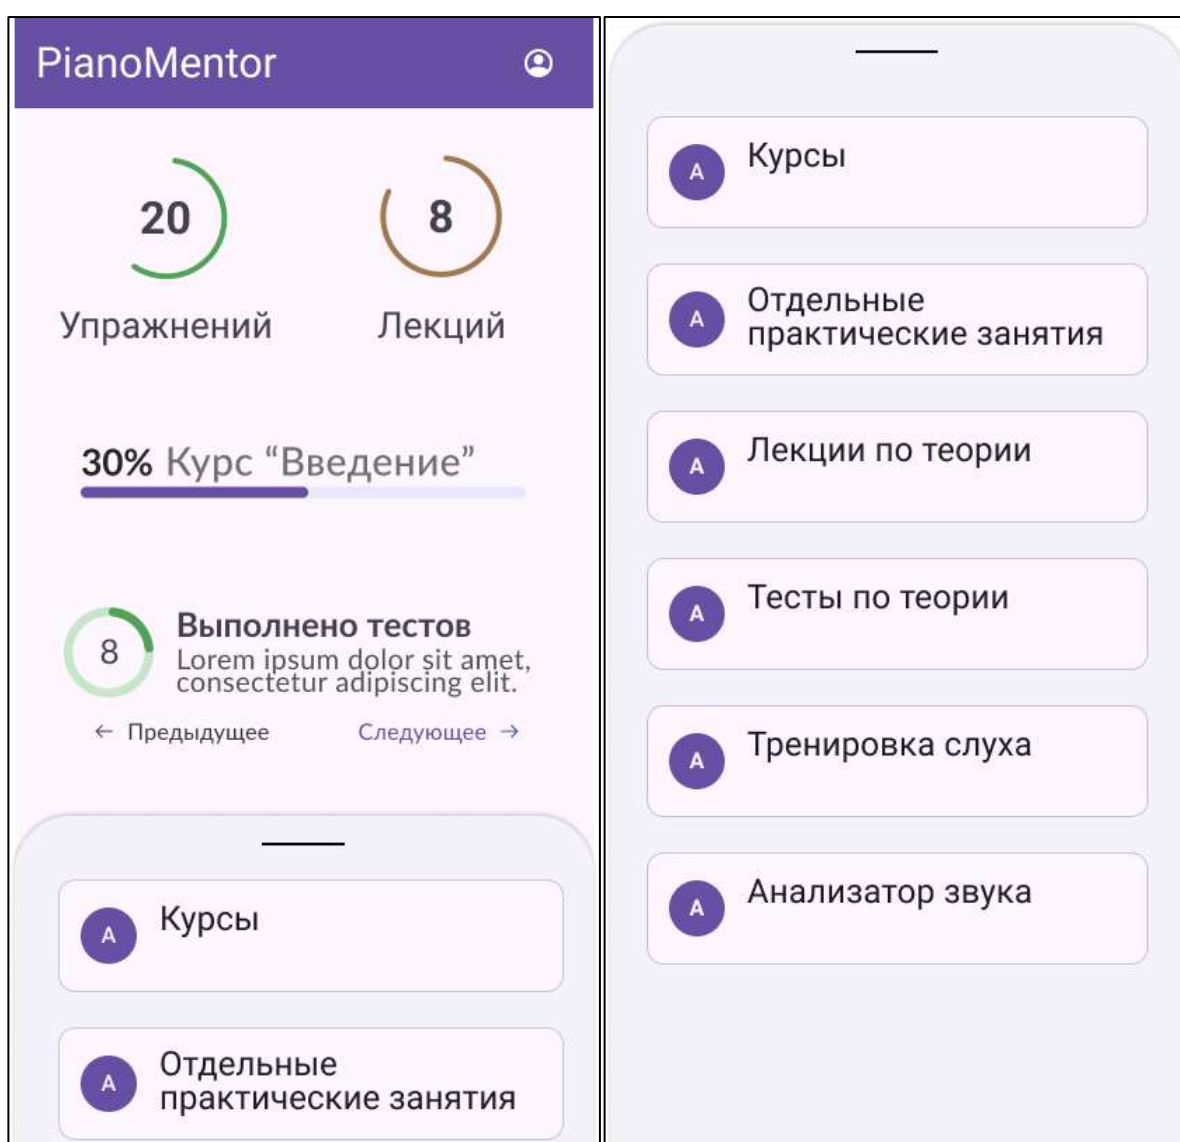 PianoMentor
20
8
Упражнений
Лекций
30% Курс “Введение”
8
Выполнено тестов
Lorem ipsum dolor sit amet,
consectetur adipiscing elit.
← Предыдущее
Следующее →
A
Курсы
A
Отдельные
практические занятия
A
Курсы
A
Отдельные
практические занятия
A
Лекции по теории
A
Тесты по теории
A
Тренировка слуха
A
Анализатор звука